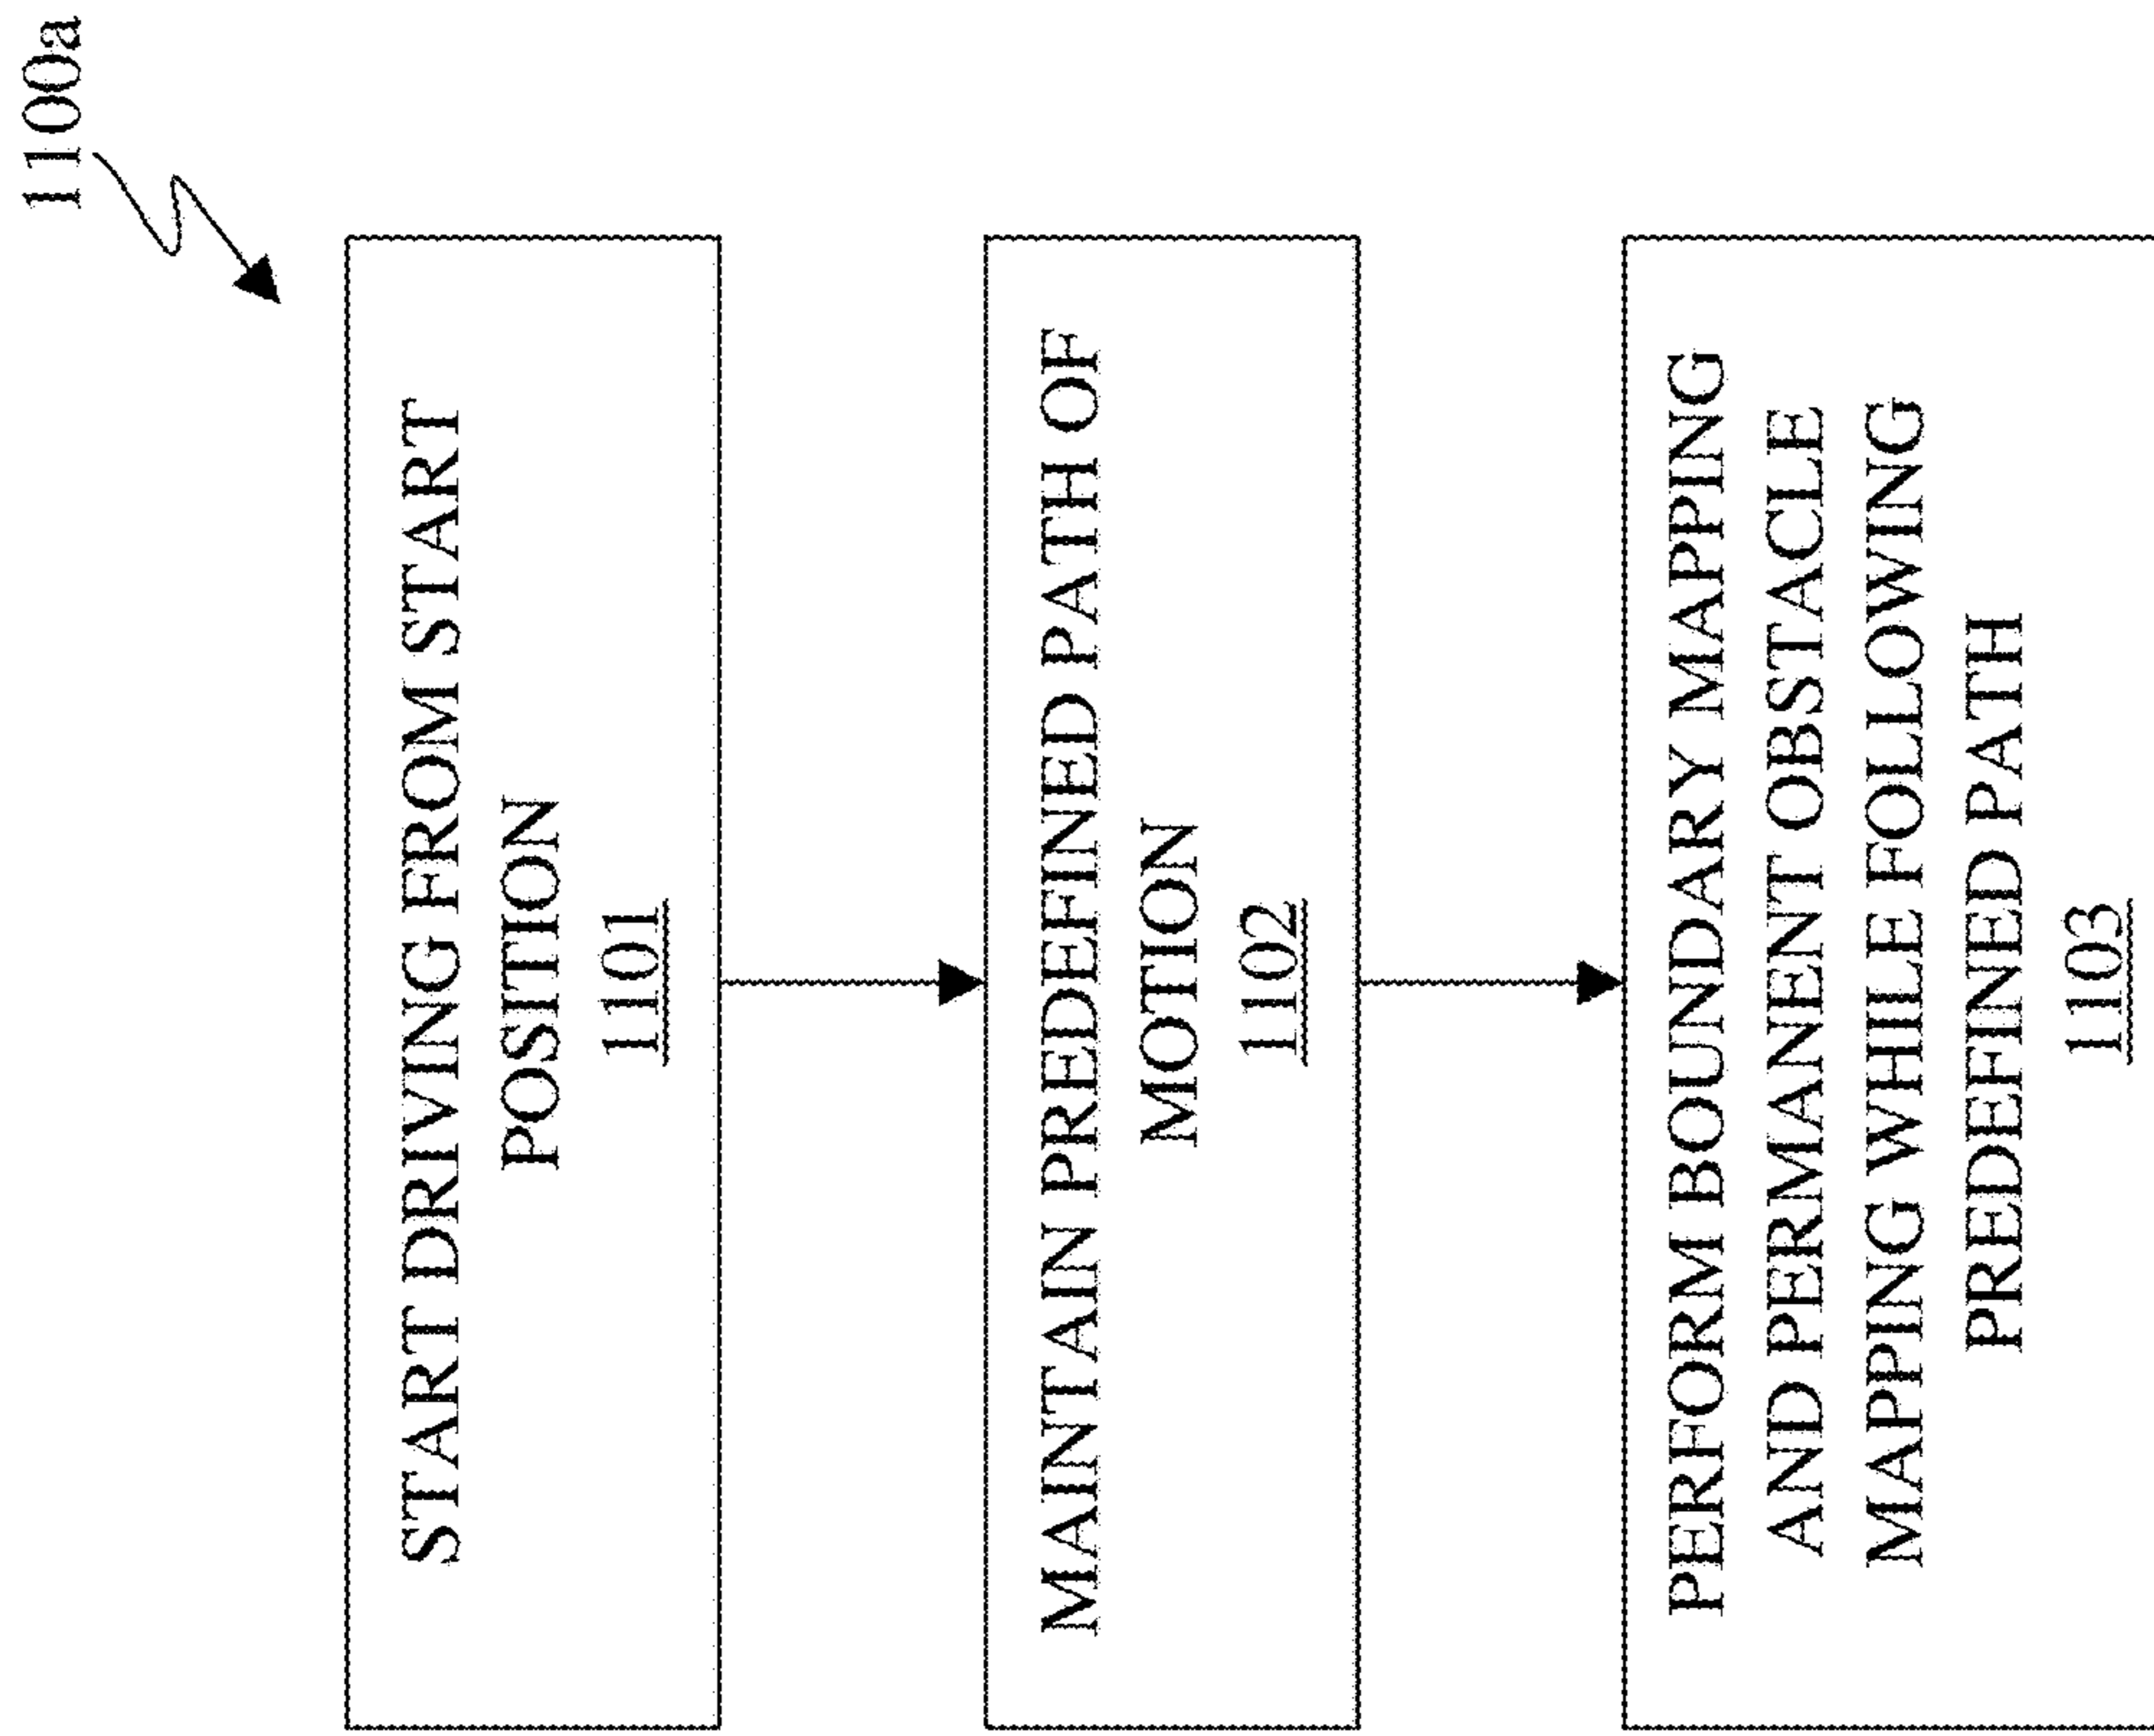 1100a
START DRIVING FROM START
POSITION
1101
MAINTAIN PREDEFINED PATH OF
MOTION
1102
PERFORM BOUNDARY MAPPING
AND PERMANENT OBSTACLE
MAPPING WHILE FOLLOWING
PREDEFINED PATH
1103